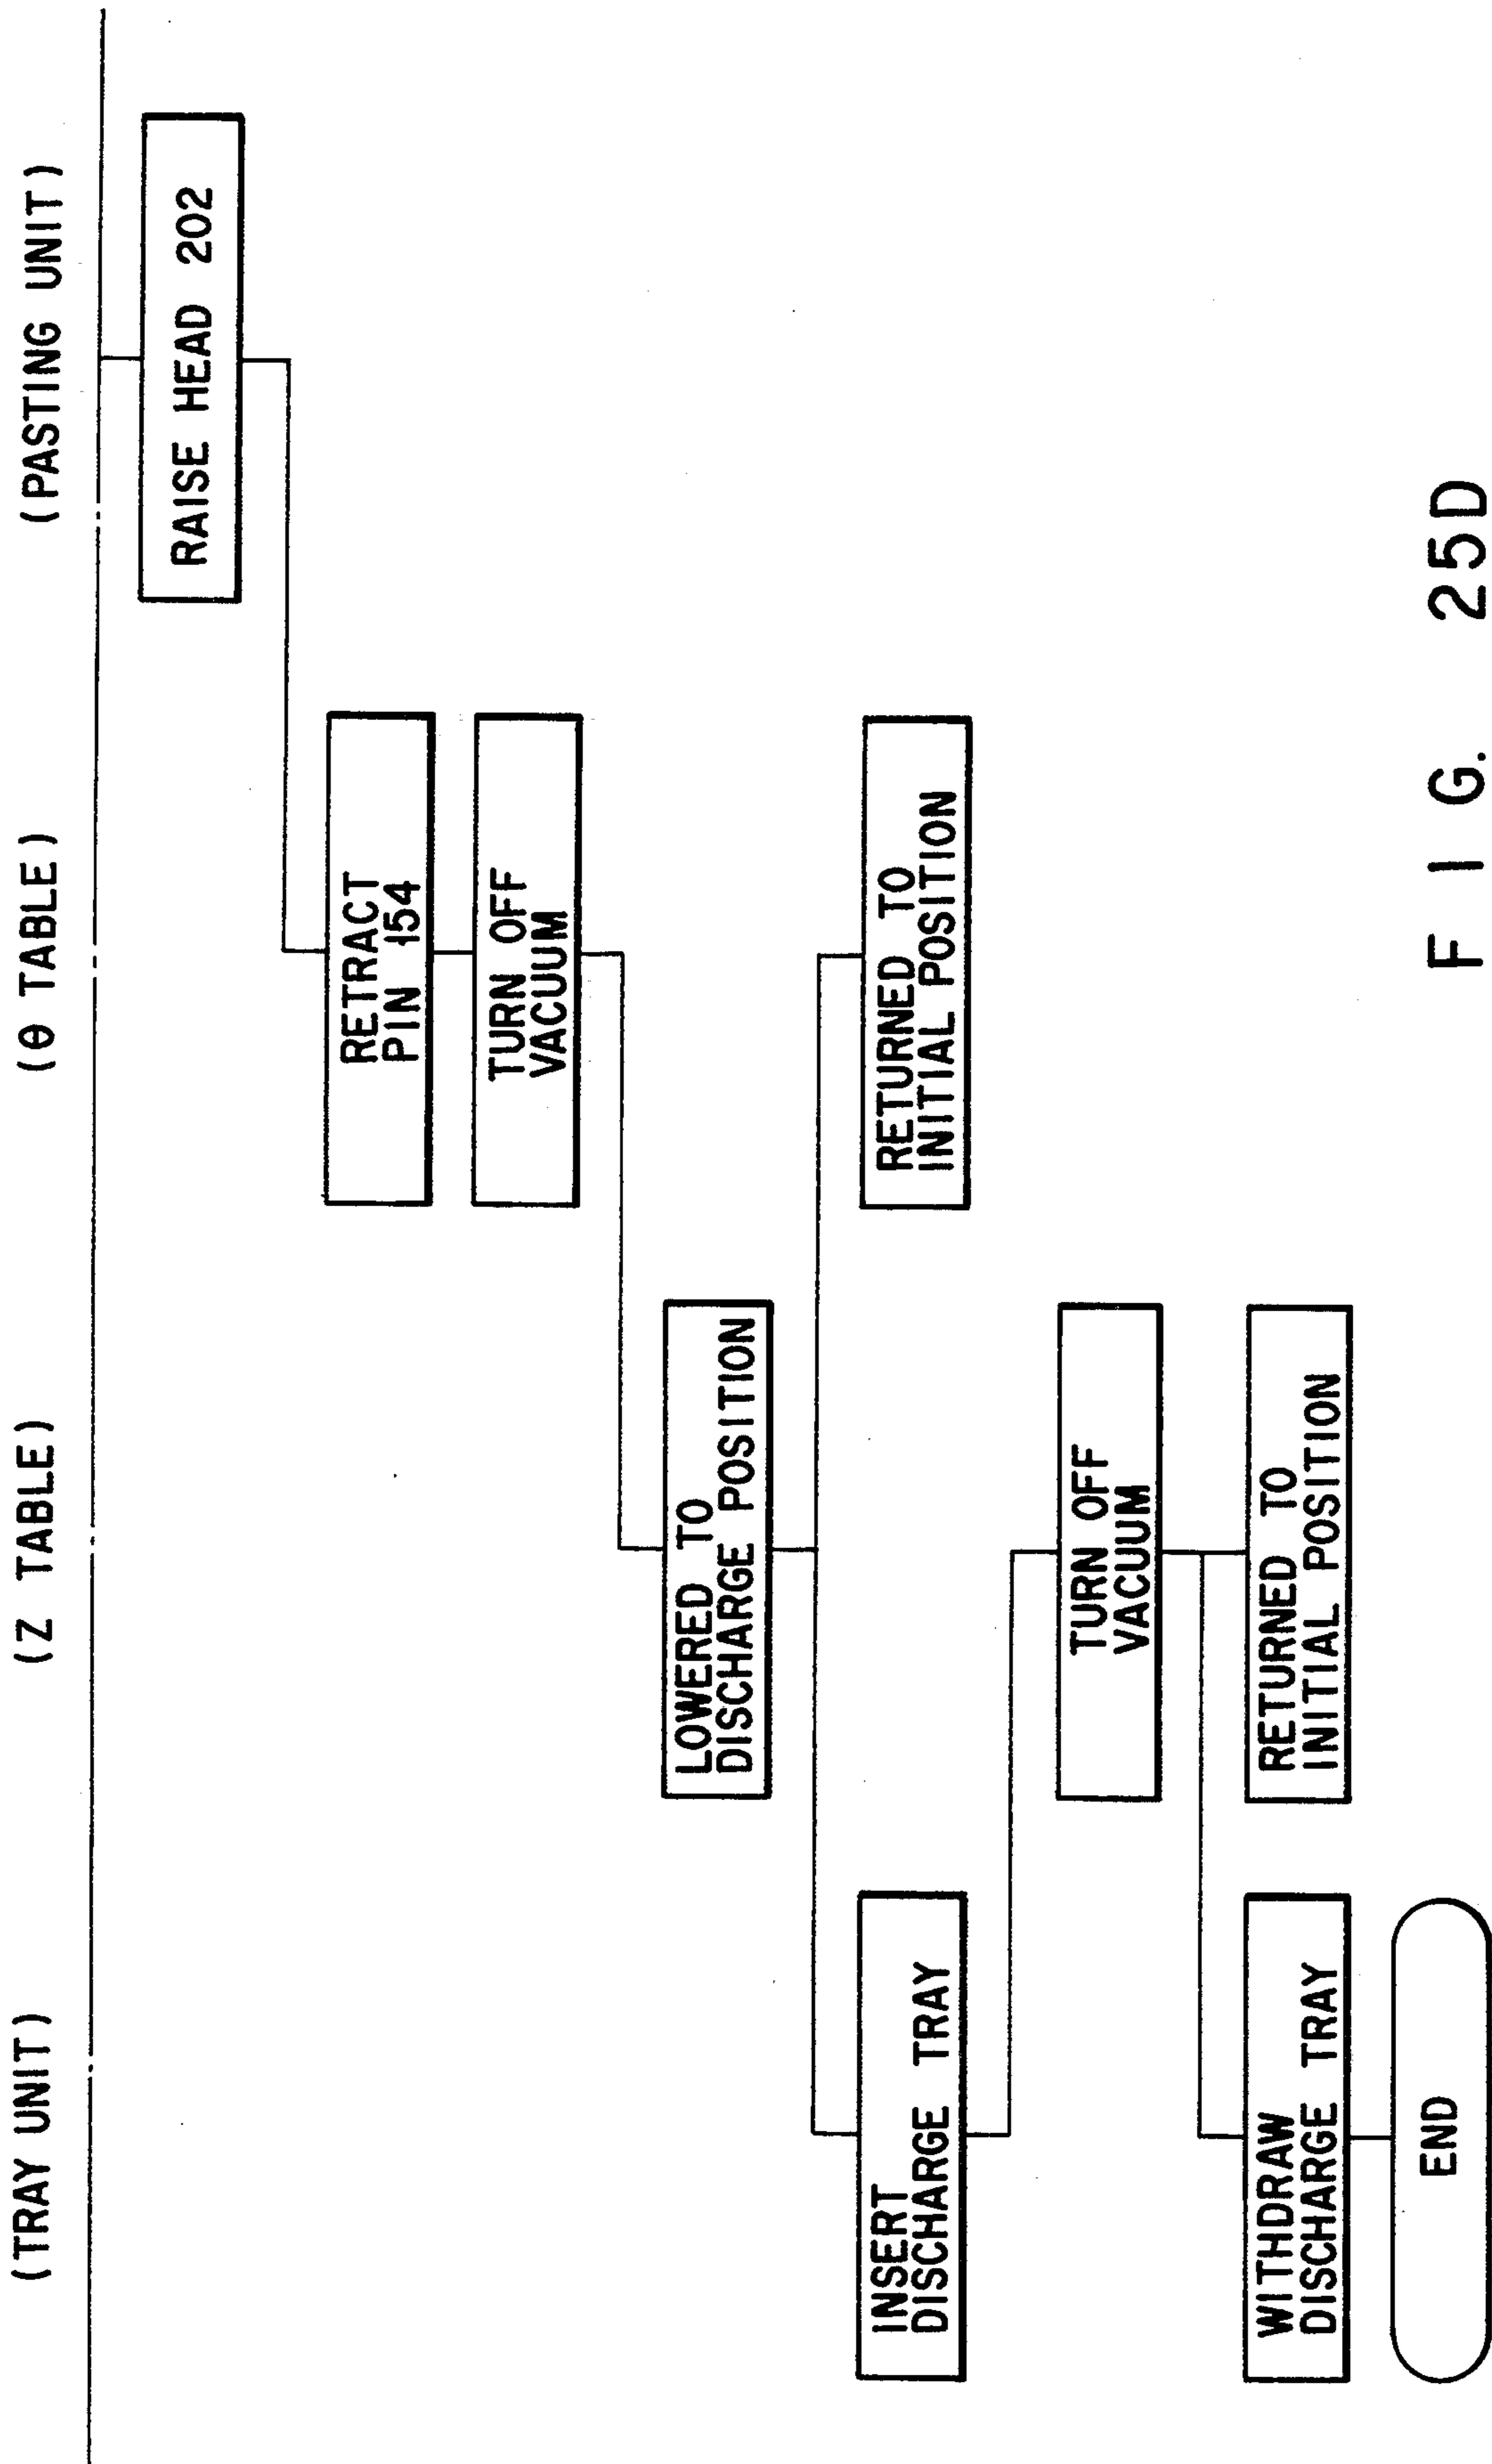 (TRAY UNIT)
(Z TABLE)
(θ TABLE)
(PASTING UNIT)
RAISE HEAD 202
RETRACT
PIN 154
TURN OFF
VACUUM
LOWERED TO
DISCHARGE POSITION
INSERT
DISCHARGE TRAY
RETURNED TO
INITIAL POSITION
TURN OFF
VACUUM
WITHDRAW
DISCHARGE TRAY
RETURNED TO
INITIAL POSITION
END
FIG. 25D